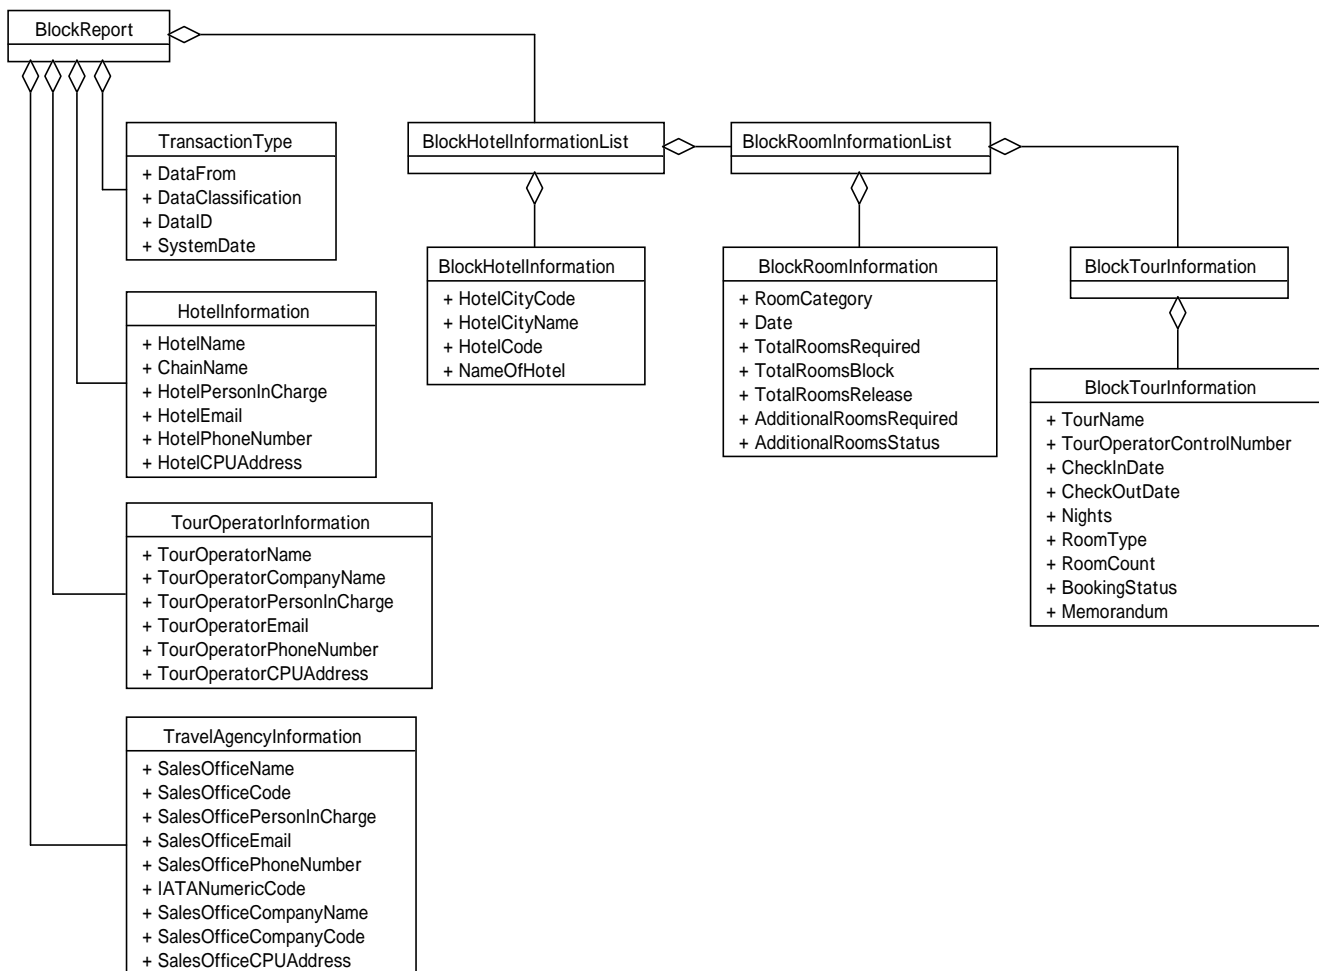 BlockReport
TransactionType
+ DataFrom
+ DataClassification
+ DataID
+ SystemDate
HotelInformation
+ HotelName
+ ChainName
+ HotelPersonInCharge
+ HotelEmail
+ HotelPhoneNumber
+ HotelCPUAddress
TourOperatorInformation
+ TourOperatorName
+ TourOperatorCompanyName
+ TourOperatorPersonInCharge
+ TourOperatorEmail
+ TourOperatorPhoneNumber
+ TourOperatorCPUAddress
TravelAgencyInformation
+ SalesOfficeName
+ SalesOfficeCode
+ SalesOfficePersonInCharge
+ SalesOfficeEmail
+ SalesOfficePhoneNumber
+ IATANumericCode
+ SalesOfficeCompanyName
+ SalesOfficeCompanyCode
+ SalesOfficeCPUAddress
BlockHotelInformationList
BlockHotelInformation
+ HotelCityCode
+ HotelCityName
+ HotelCode
+ NameOfHotel
BlockRoomInformationList
BlockRoomInformation
+ RoomCategory
+ Date
+ TotalRoomsRequired
+ TotalRoomsBlock
+ TotalRoomsRelease
+ AdditionalRoomsRequired
+ AdditionalRoomsStatus
BlockTourInformation
BlockTourInformation
+ TourName
+ TourOperatorControlNumber
+ CheckInDate
+ CheckOutDate
+ Nights
+ RoomType
+ RoomCount
+ BookingStatus
+ Memorandum